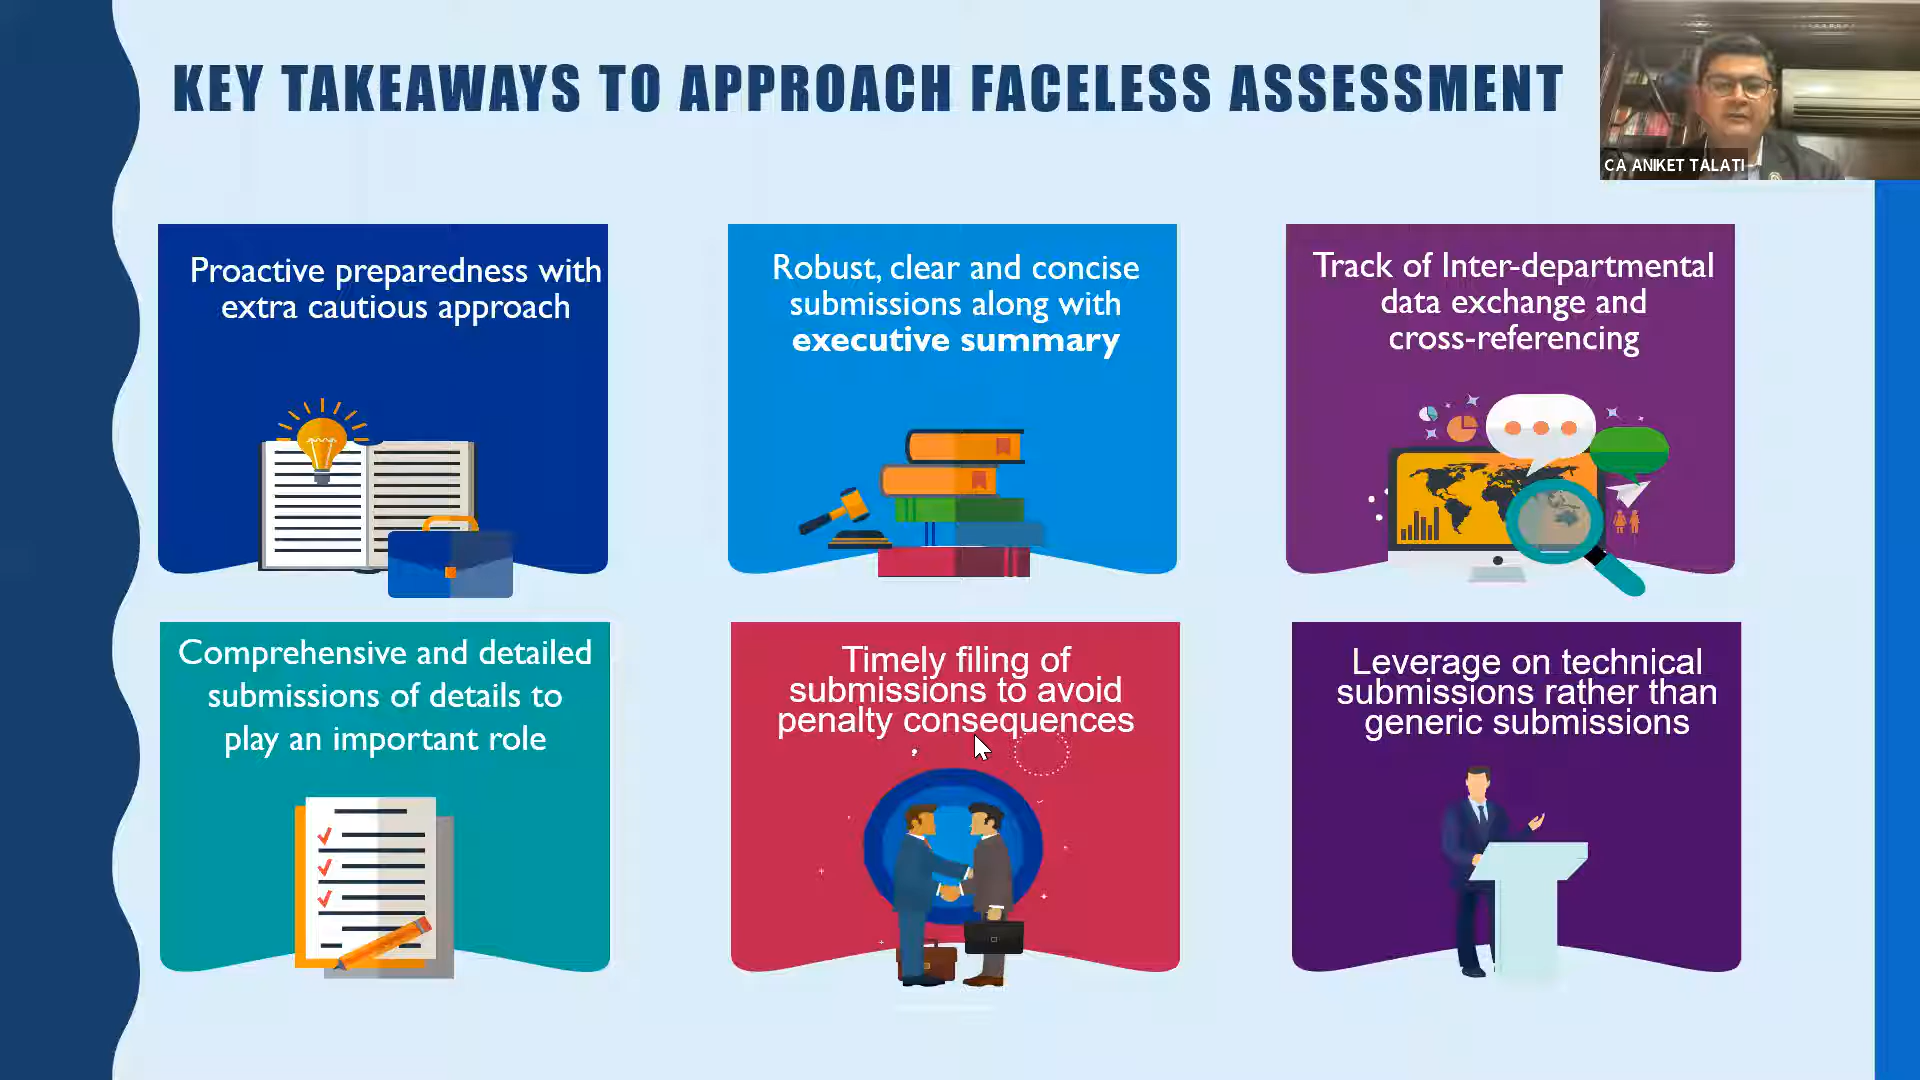 KEY TAKEAWAYS TO APPROACH FACELESS ASSESSMENT
CA ANIKET TALATI
Proactive preparedness with
extra cautious approach
Robust, clear and concise
submissions along with
executive summary
Track of Inter-departmental
data exchange and
cross-referencing
Comprehensive and detailed
submissions of details to
play an important role
Timely filing of
submissions to avoid
penalty consequences
Leverage on technical
submissions rather than
generic submissions